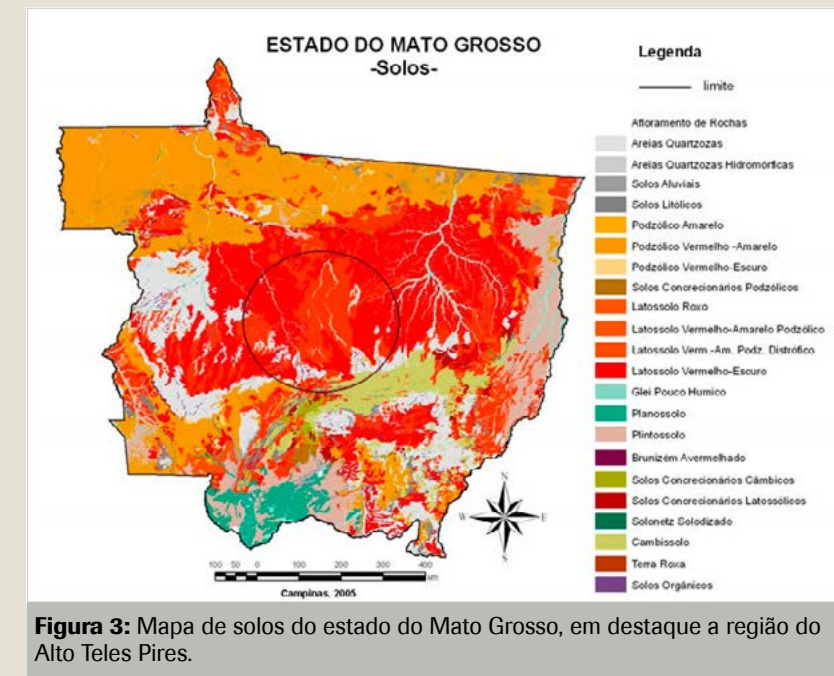 ESTADO DO MATO GROSSO
-Solos-
Legenda
limite
Afloramento de Rochas
Areias Quartzozas
Areias Quartzozas Hidromórficas
Solos Aluviais
Solos Litólicos
Podzólico Amarelo
Podzólico Vermelho -Amarelo
Podzólico Vermelho-Escuro
Solos Concrecionários Podzólicos
Latossolo Roxo
Latossolo Vermelho-Amarelo Podzólico
Latossolo Verm.-Am. Podz. Distrófico
Latossolo Vermelho-Escuro
Glei Pouco Humico
Planossolo
Plintossolo
Brunizém Avermelhado
Solos Concrecionários Câmbicos
Solos Concrecionários Latossólicos
Solonetz Solodizado
Cambissolo
Terra Roxa
Solos Orgânicos
N
W
E
S
100 50 0 100 200 300 400
km
Campinas, 2005
Figura 3: Mapa de solos do estado do Mato Grosso, em destaque a região do
Alto Teles Pires.